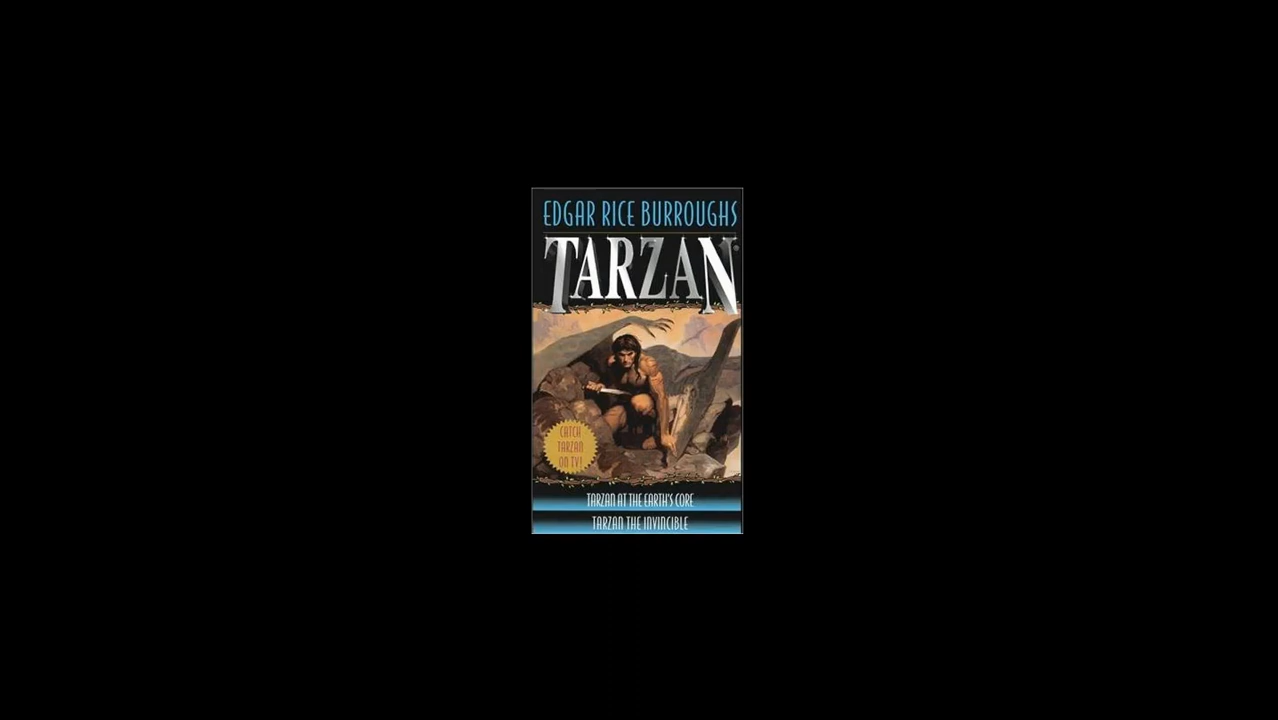 EDGAR RICE BURROUGHS
TARZAN®
CATCH
TARZAN
ON TV!
TARZAN AT THE EARTH'S CORE
TARZAN THE INVINCIBLE